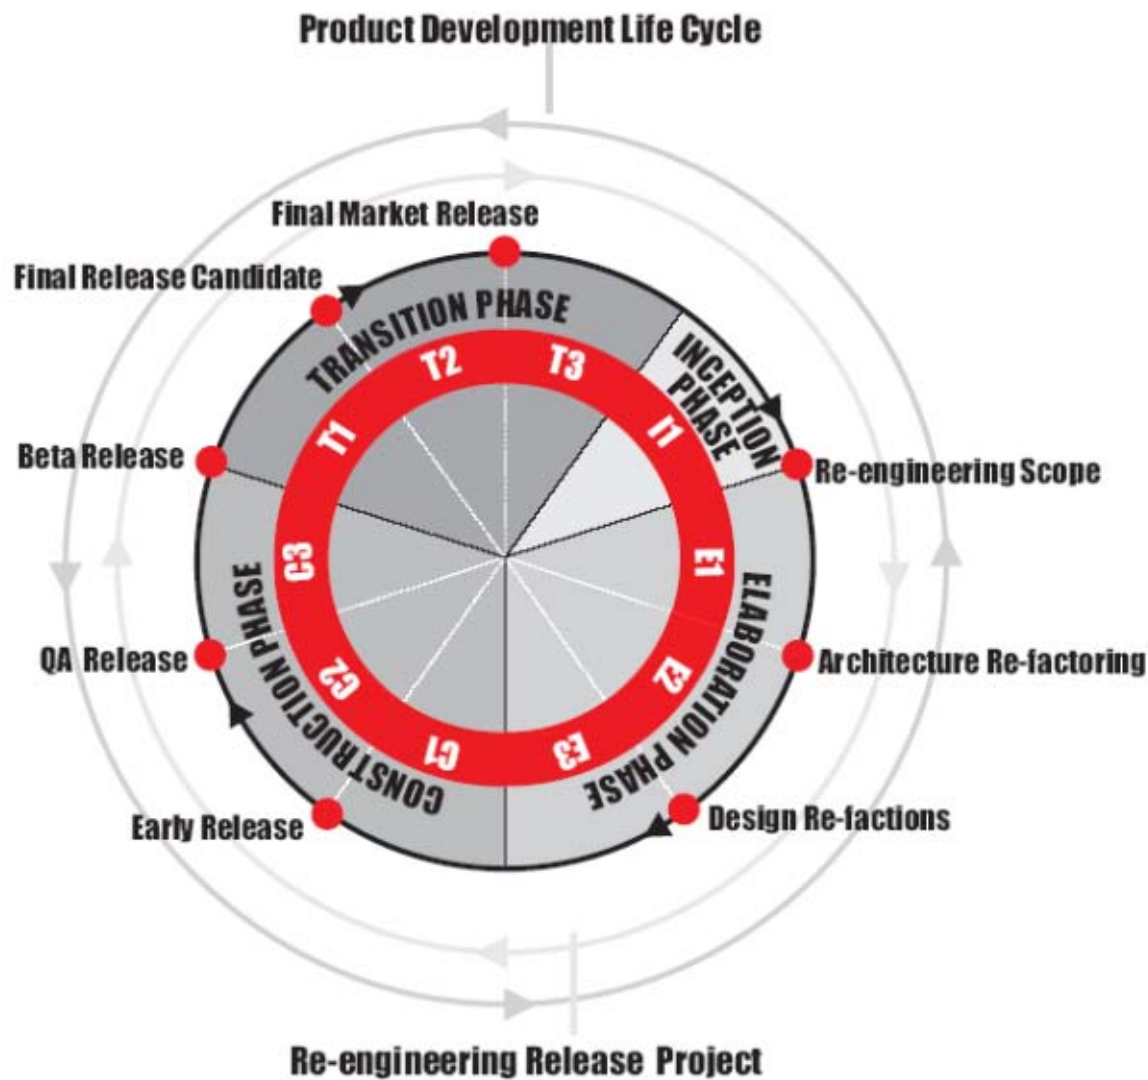 Product Development Life Cycle
Final Market Release
Final Release Candidate
TRANSITION PHASE
INCEPTION
PHASE
T2
T3
T1
I1
Beta Release
Re-engineering Scope
C3
E1
CONSTRUCTION PHASE
ELABORATION PHASE
QA Release
Architecture Re-factoring
C2
E2
C1
E3
Early Release
Design Re-factions
Re-engineering Release Project